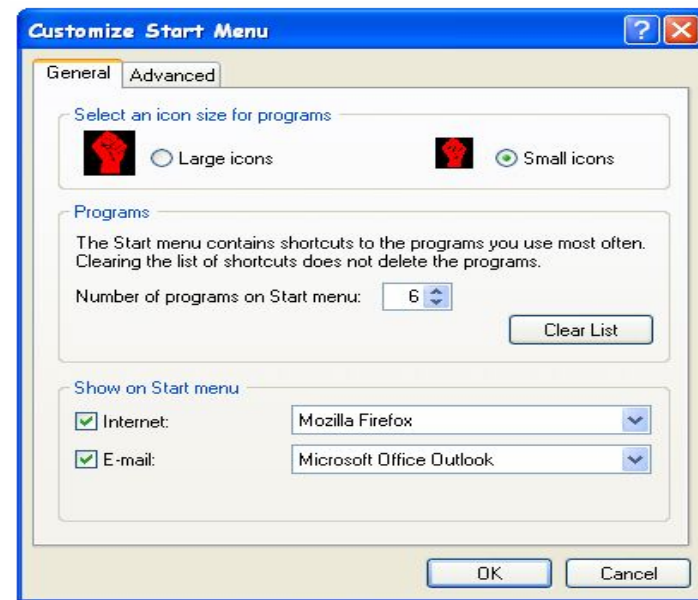 Customize Start Menu
General Advanced
Select an icon size for programs
Large icons Small icons
Programs
The Start menu contains shortcuts to the programs you use most often.
Clearing the list of shortcuts does not delete the programs.
Number of programs on Start menu: 6
Clear List
Show on Start menu
Internet: Mozilla Firefox
E-mail: Microsoft Office Outlook
OK Cancel